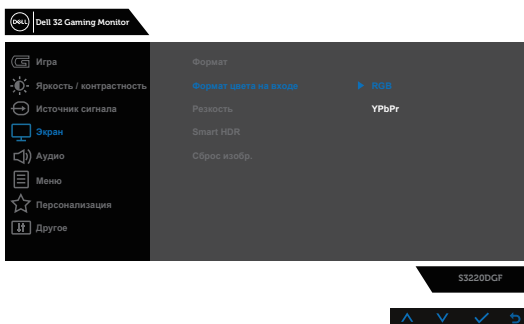 DELL Dell 32 Gaming Monitor
Игра
Формат
Яркость / контрастность
Формат цвета на входе
RGB
Источник сигнала
Резкость
YPbPr
Экран
Smart HDR
Аудио
Сброс изобр.
Меню
Персонализация
Другое
S3220DGF